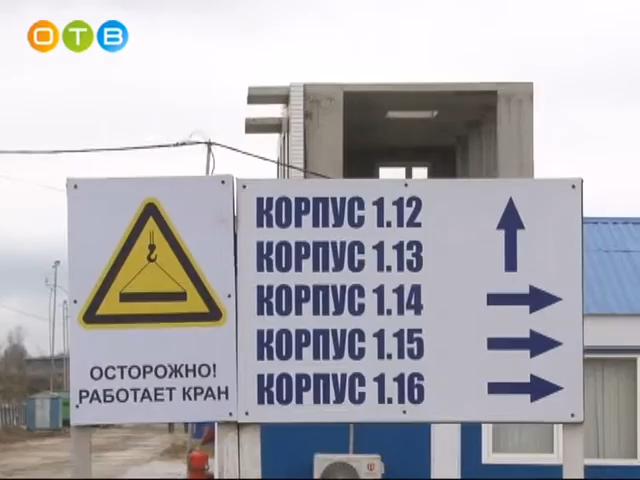 ОТВ
КОРПУС 1.12
КОРПУС 1.13
КОРПУС 1.14
КОРПУС 1.15
КОРПУС 1.16
ОСТОРОЖНО!
РАБОТАЕТ КРАН